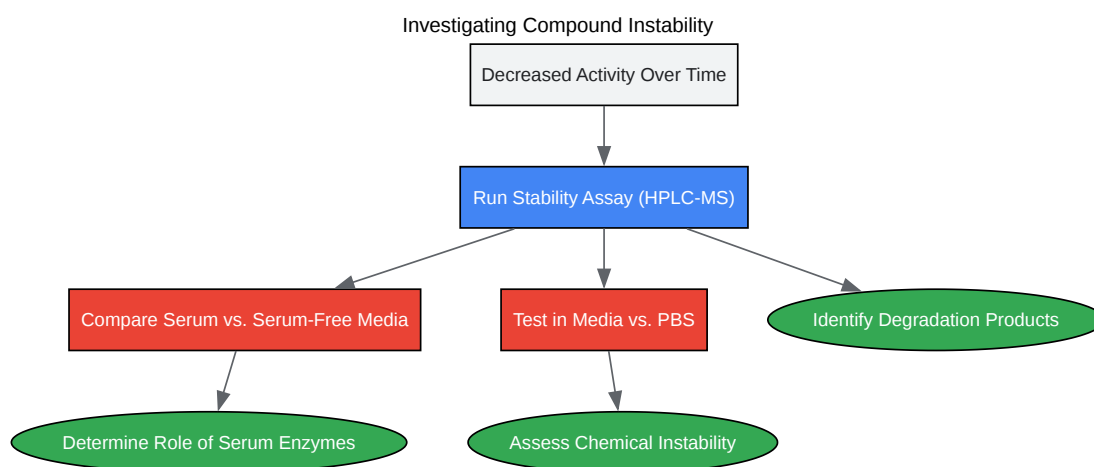 Investigating Compound Instability
Decreased Activity Over Time
Run Stability Assay (HPLC-MS)
Compare Serum vs. Serum-Free Media
Test in Media vs. PBS
Identify Degradation Products
Determine Role of Serum Enzymes
Assess Chemical Instability